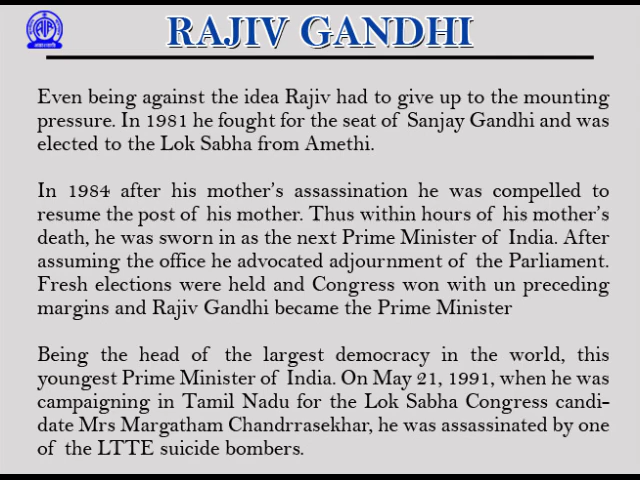 RAJIV GANDHI
Even being against the idea Rajiv had to give up to the mounting
pressure. In 1981 he fought for the seat of Sanjay Gandhi and was
elected to the Lok Sabha from Amethi.
In 1984 after his mother's assassination he was compelled to
resume the post of his mother. Thus within hours of his mother's
death, he was sworn in as the next Prime Minister of India. After
assuming the office he advocated adjournment of the Parliament.
Fresh elections were held and Congress won with un preceding
margins and Rajiv Gandhi became the Prime Minister
Being the head of the largest democracy in the world, this
youngest Prime Minister of India. On May 21, 1991, when he was
campaigning in Tamil Nadu for the Lok Sabha Congress candi-
date Mrs Margatham Chandrrasekhar, he was assassinated by one
of the LTTE suicide bombers.